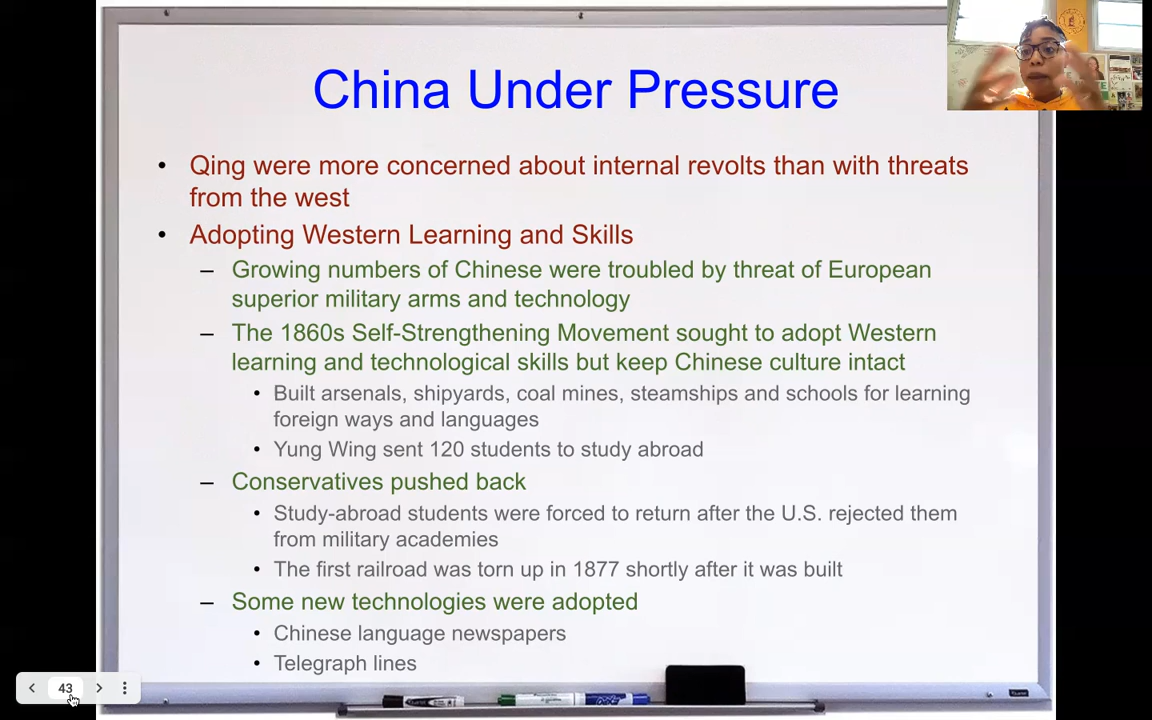 China Under Pressure
• Qing were more concerned about internal revolts than with threats
from the west
• Adopting Western Learning and Skills
– Growing numbers of Chinese were troubled by threat of European
superior military arms and technology
– The 1860s Self-Strengthening Movement sought to adopt Western
learning and technological skills but keep Chinese culture intact
• Built arsenals, shipyards, coal mines, steamships and schools for learning
foreign ways and languages
• Yung Wing sent 120 students to study abroad
– Conservatives pushed back
• Study-abroad students were forced to return after the U.S. rejected them
from military academies
• The first railroad was torn up in 1877 shortly after it was built
– Some new technologies were adopted
• Chinese language newspapers
• Telegraph lines
43